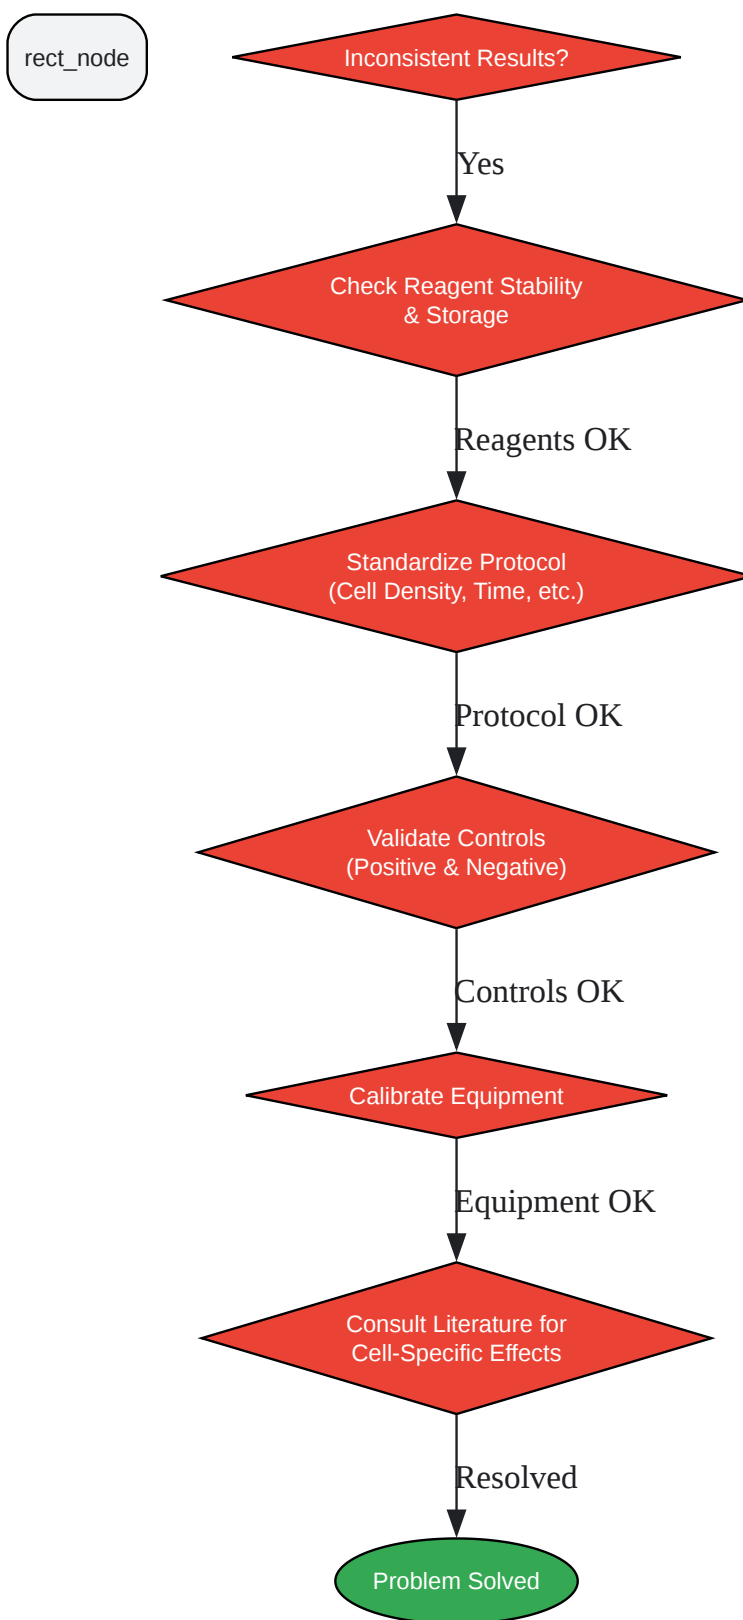 rect_node
Inconsistent Results?
Yes
Check Reagent Stability
& Storage
Reagents OK
Standardize Protocol
(Cell Density, Time, etc.)
Protocol OK
Validate Controls
(Positive & Negative)
Controls OK
Calibrate Equipment
Equipment OK
Consult Literature for
Cell-Specific Effects
Resolved
Problem Solved